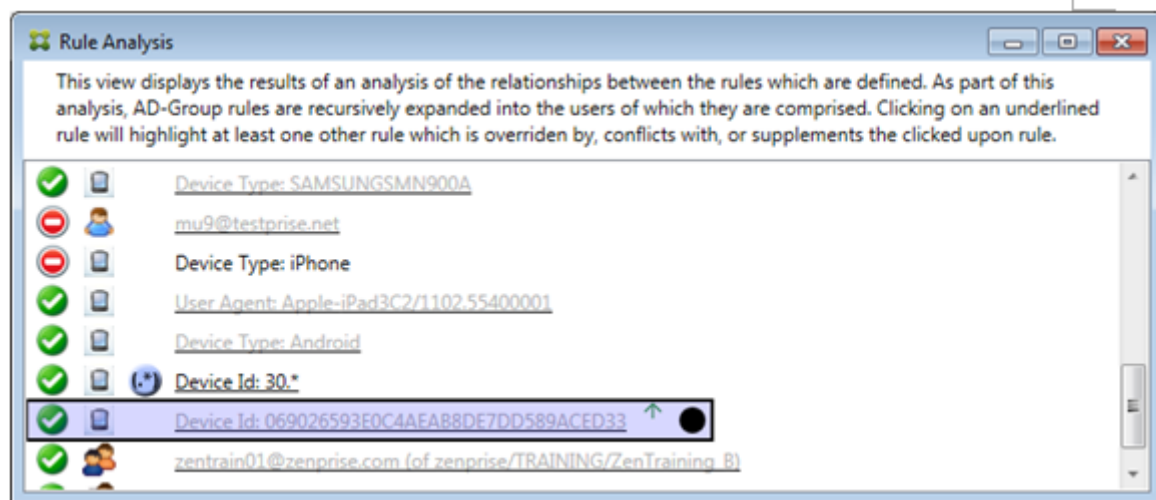 Rule Analysis
This view displays the results of an analysis of the relationships between the rules which are defined. As part of this
analysis, AD-Group rules are recursively expanded into the users of which they are comprised. Clicking on an underlined
rule will highlight at least one other rule which is overriden by, conflicts with, or supplements the clicked upon rule.
Device Type: SAMSUNGSMN900A
mu9@testprise.net
Device Type: iPhone
User Agent: Apple-iPad3C2/1102.55400001
Device Type: Android
(.*) Device Id: 30.*
Device Id: 069026593E0C4AEAB8DE7DD589ACED33
zentrain01@zenprise.com (of zenprise/TRAINING/ZenTraining B)